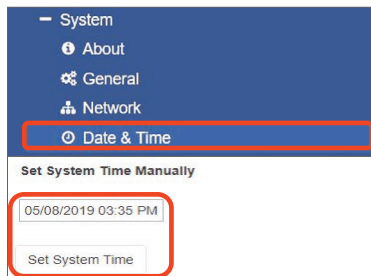 System
About
General
Network
Date & Time
Set System Time Manually
05/08/2019 03:35 PM
Set System Time